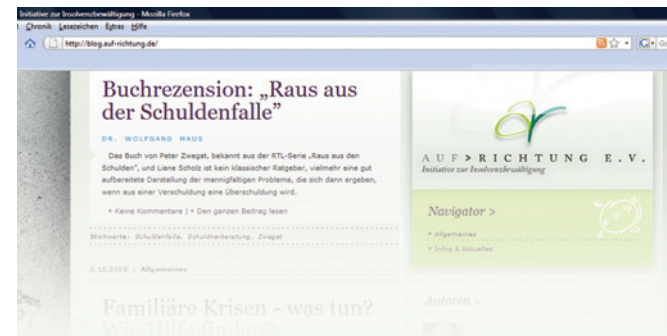 Initiative zur Insolvenzbewältigung - Mozilla Firefox
Chronik Lesezeichen Extras Hilfe
http://blog.auf-richtung.de/
Buchrezension: „Raus aus
der Schuldenfalle”
DR. WOLFGANG MAUS
Das Buch von Peter Zwegat, bekannt aus der RTL-Serie „Raus aus den
Schulden”, und Liane Scholz ist kein klassischer Ratgeber, vielmehr eine gut
aufbereitete Darstellung der mannigfaltigen Probleme, die sich dann ergeben,
wenn aus einer Verschuldung eine Überschuldung wird.
+ Keine Kommentare | + Den ganzen Beitrag lesen
Stichworte: Schuldenfalle, Schuldnerberatung, Zwegat
2.12.2008 | Allgemeines
Familiäre Krisen - was tun?
Wie Hilfe finden?
AUF>RICHTUNG E.V.
Initiative zur Insolvenzbewältigung
Navigator >
+ Allgemeines
+ Infos & Aktuelles
Autoren >